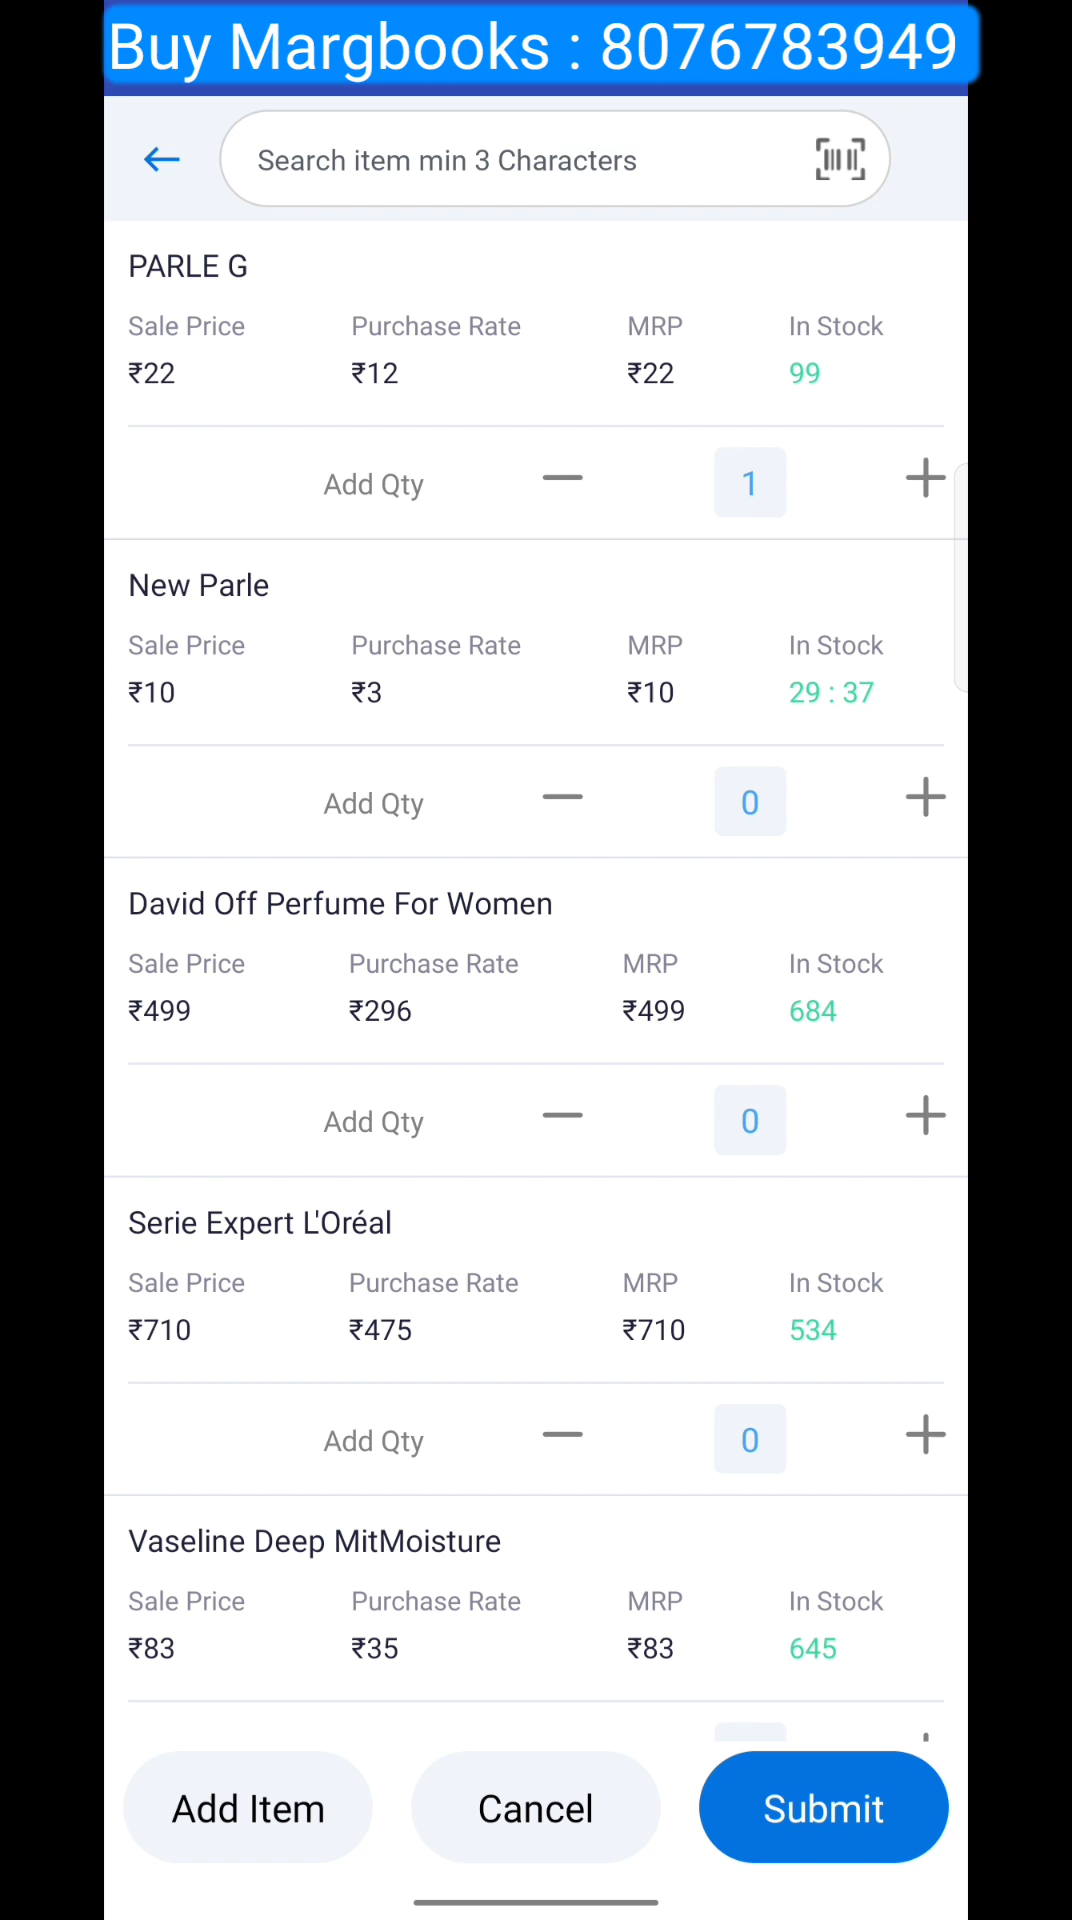 Buy Margbooks : 8076783949
Search item min 3 Characters
PARLE G
Sale Price Purchase Rate MRP In Stock
₹22 ₹12 ₹22 99
Add Qty — 1 +
New Parle
Sale Price Purchase Rate MRP In Stock
₹10 ₹3 ₹10 29 : 37
Add Qty — 0 +
David Off Perfume For Women
Sale Price Purchase Rate MRP In Stock
₹499 ₹296 ₹499 684
Add Qty — 0 +
Serie Expert L'Oréal
Sale Price Purchase Rate MRP In Stock
₹710 ₹475 ₹710 534
Add Qty — 0 +
Vaseline Deep MitMoisture
Sale Price Purchase Rate MRP In Stock
₹83 ₹35 ₹83 645
Add Item Cancel Submit